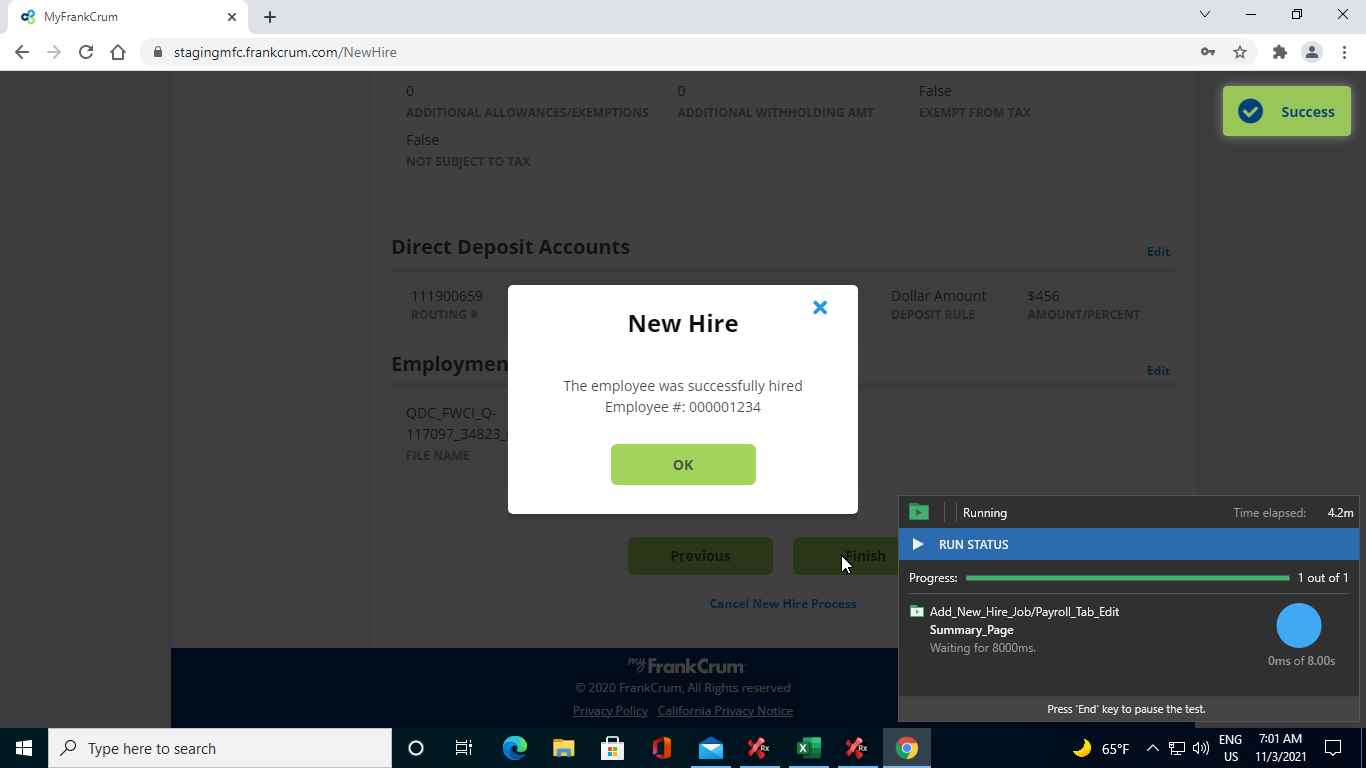 MyFrankCrum
stagingmfc.frankcrum.com/NewHire
0
0
False
ADDITIONAL ALLOWANCES/EXEMPTIONS
ADDITIONAL WITHHOLDING AMT
EXEMPT FROM TAX
False
NOT SUBJECT TO TAX
Success
Direct Deposit Accounts
Edit
111900659
Dollar Amount
$456
ROUTING #
DEPOSIT RULE
AMOUNT/PERCENT
New Hire
The employee was successfully hired
Employee #: 000001234
OK
Employmen
Edit
QDC_FWCI_Q-
117097_34823_
FILE NAME
Previous
Finish
Cancel New Hire Process
my FrankCrum
© 2020 FrankCrum, All Rights reserved
Privacy Policy California Privacy Notice
Running
Time elapsed: 4.2m
RUN STATUS
Progress: 1 out of 1
Add_New_Hire_Job/Payroll_Tab_Edit
Summary_Page
Waiting for 8000ms.
0ms of 8.00s
Press 'End' key to pause the test.
Type here to search
Rx
Rx
65°F
ENG
US
7:01 AM
11/3/2021